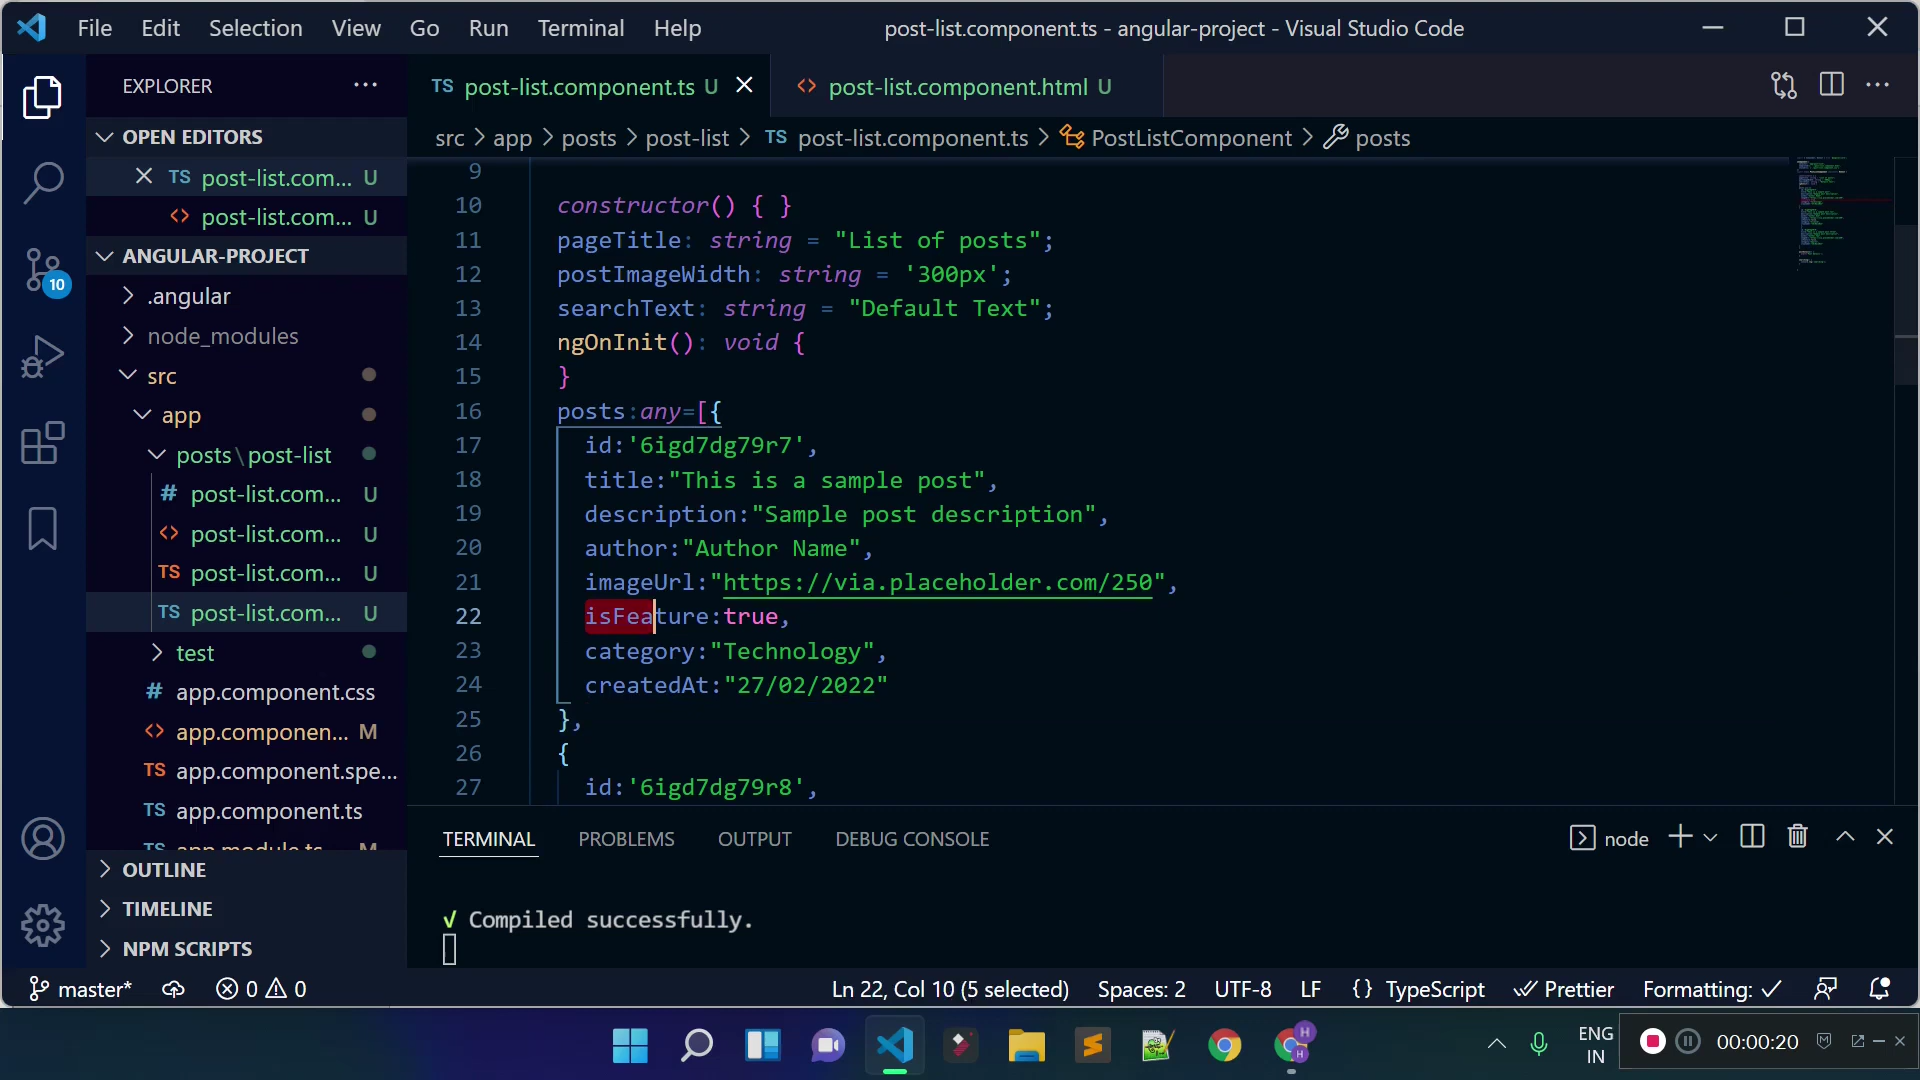 File Edit Selection View Go Run Terminal Help
post-list.component.ts - angular-project - Visual Studio Code
EXPLORER
OPEN EDITORS
TS post-list.com... U
<> post-list.com... U
ANGULAR-PROJECT
.angular
node_modules
src
app
posts\post-list
# post-list.com... U
<> post-list.com... U
TS post-list.com... U
TS post-list.com... U
test
# app.component.css
<> app.componen... M
TS app.component.spe...
TS app.component.ts
TS app.module.ts M
OUTLINE
TIMELINE
NPM SCRIPTS
10
TS post-list.component.ts U
<> post-list.component.html U
src > app > posts > post-list > TS post-list.component.ts > PostListComponent > posts
9
10 constructor() { }
11 pageTitle: string = "List of posts";
12 postImageWidth: string = '300px';
13 searchText: string = "Default Text";
14 ngOnInit(): void {
15 }
16 posts:any=[{
17 id:'6igd7dg79r7',
18 title:"This is a sample post",
19 description:"Sample post description",
20 author:"Author Name",
21 imageUrl:"https://via.placeholder.com/250",
22 isFeature:true,
23 category:"Technology",
24 createdAt:"27/02/2022"
25 },
26 {
27 id:'6igd7dg79r8',
TERMINAL PROBLEMS OUTPUT DEBUG CONSOLE
node
√ Compiled successfully.
master* 0 0
Ln 22, Col 10 (5 selected) Spaces: 2 UTF-8 LF {} TypeScript Prettier Formatting: ✓
ENG
IN
00:00:20